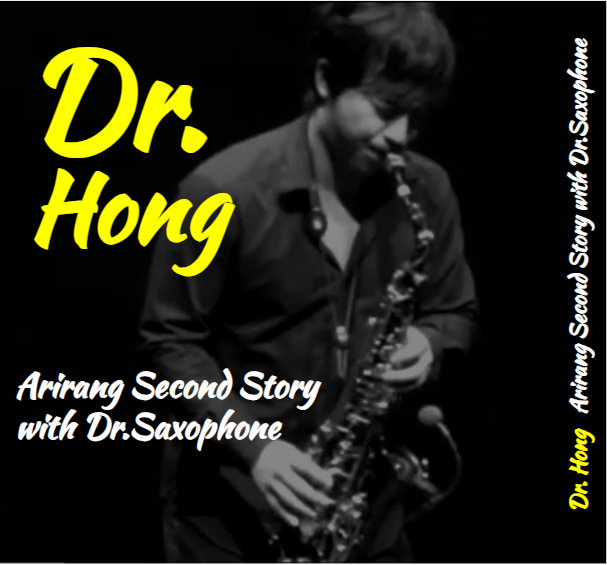 Dr.
Hong
Arirang Second Story
with Dr.Saxophone
Dr. Hong Arirang Second Story with Dr.Saxophone